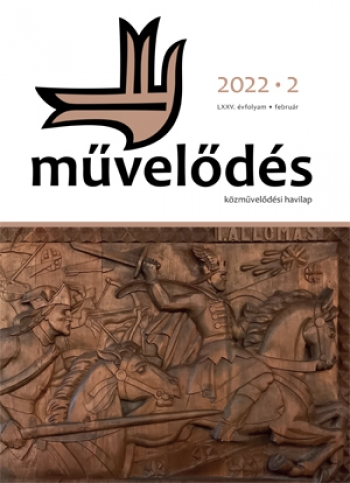 2022 • 2
LXXV. évfolyam • február
művelődés
közművelődési havilap
I. ÁLLOMÁS